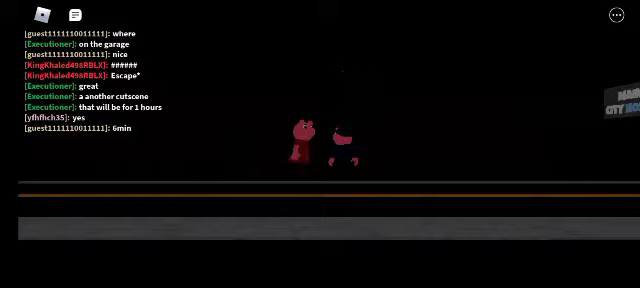 [guest1111110011111]: where
[Executioner]: on the garage
[guest1111110011111]: nice
[KingKhaled498RBLX]: ######
[KingKhaled498RBLX]: Escape*
[Executioner]: great
[Executioner]: a another cutscene
[Executioner]: that will be for 1 hours
[yfhfhch35]: yes
[guest1111110011111]: 6min
CITY